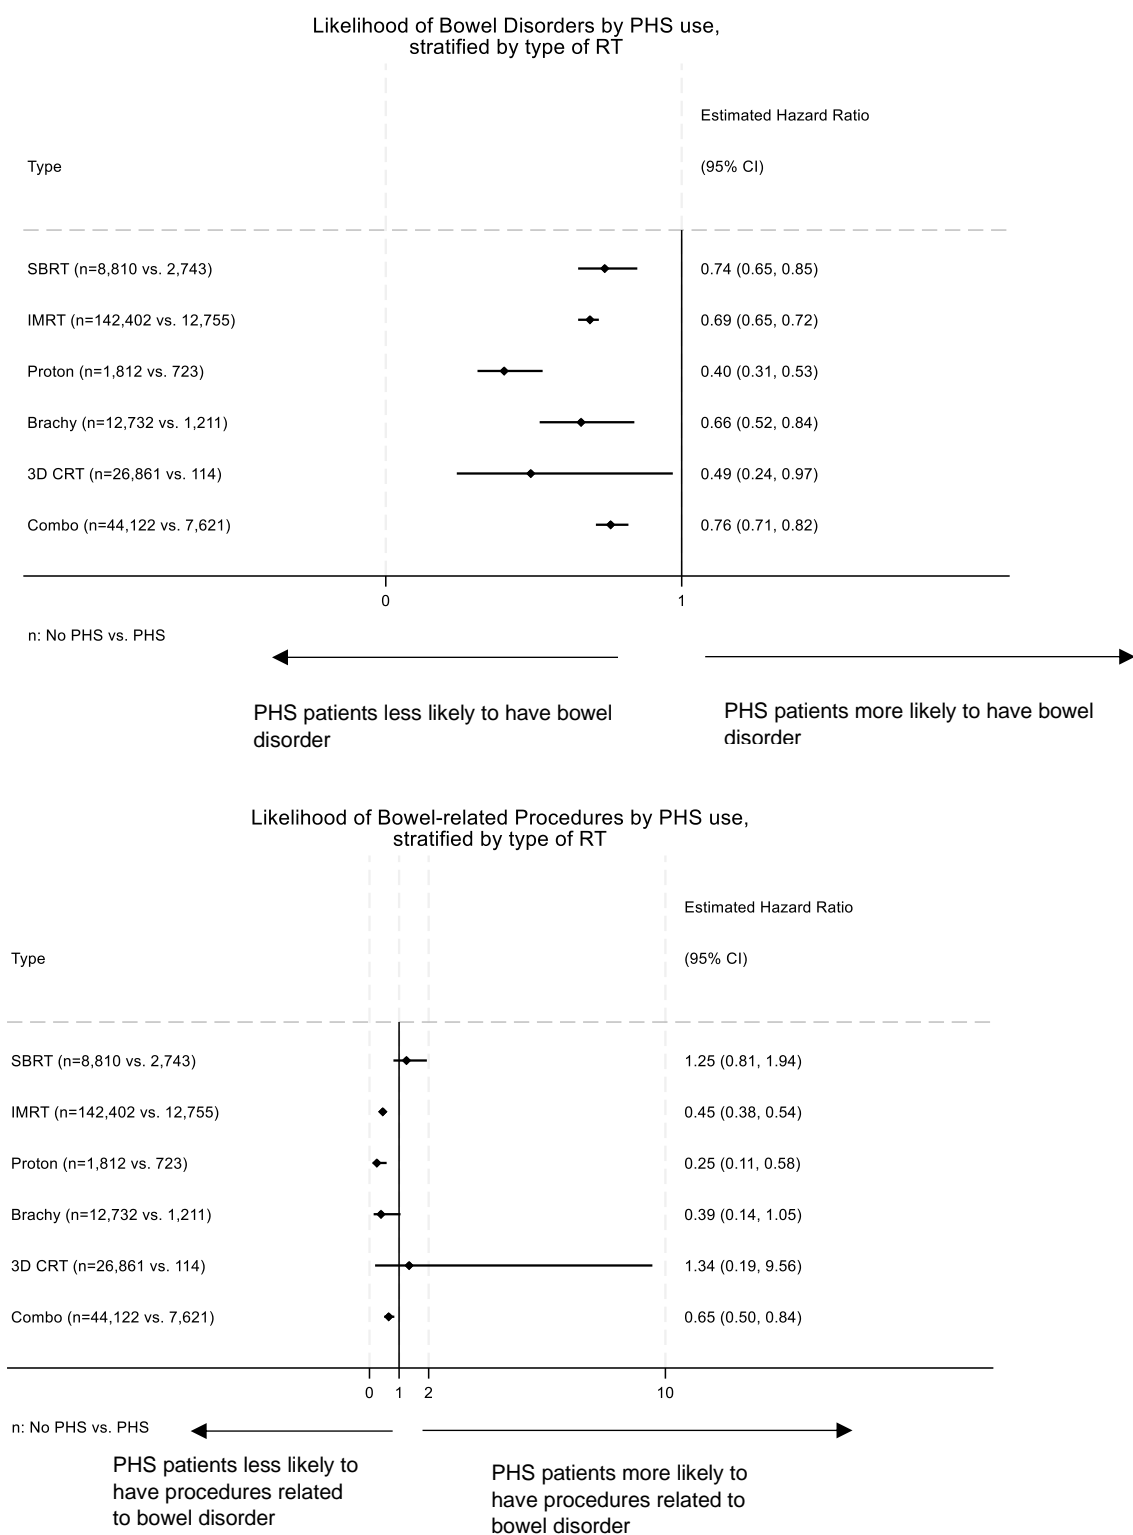 Likelihood of Bowel Disorders by PHS use,
stratified by type of RT
Estimated Hazard Ratio
Type (95% CI)
SBRT (n=8,810 vs. 2,743) 0.74 (0.65, 0.85)
IMRT (n=142,402 vs. 12,755) 0.69 (0.65, 0.72)
Proton (n=1,812 vs. 723) 0.40 (0.31, 0.53)
Brachy (n=12,732 vs. 1,211) 0.66 (0.52, 0.84)
3D CRT (n=26,861 vs. 114) 0.49 (0.24, 0.97)
Combo (n=44,122 vs. 7,621) 0.76 (0.71, 0.82)
0 1
n: No PHS vs. PHS
PHS patients less likely to have bowel
disorder
PHS patients more likely to have bowel
disorder
Likelihood of Bowel-related Procedures by PHS use,
stratified by type of RT
Estimated Hazard Ratio
Type (95% CI)
SBRT (n=8,810 vs. 2,743) 1.25 (0.81, 1.94)
IMRT (n=142,402 vs. 12,755) 0.45 (0.38, 0.54)
Proton (n=1,812 vs. 723) 0.25 (0.11, 0.58)
Brachy (n=12,732 vs. 1,211) 0.39 (0.14, 1.05)
3D CRT (n=26,861 vs. 114) 1.34 (0.19, 9.56)
Combo (n=44,122 vs. 7,621) 0.65 (0.50, 0.84)
0 1 2 10
n: No PHS vs. PHS
PHS patients less likely to
have procedures related
to bowel disorder
PHS patients more likely to
have procedures related to
bowel disorder